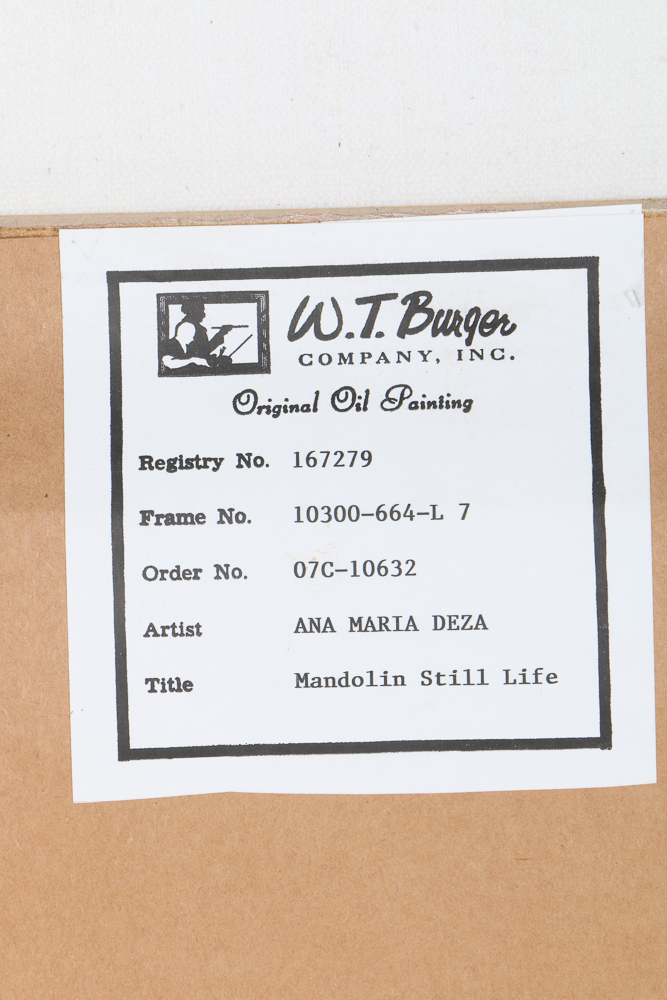 W.T. Burger
COMPANY, INC.
Original Oil Painting
Registry No. 167279
Frame No. 10300-664-L 7
Order No. 07C-10632
Artist ANA MARIA DEZA
Title Mandolin Still Life